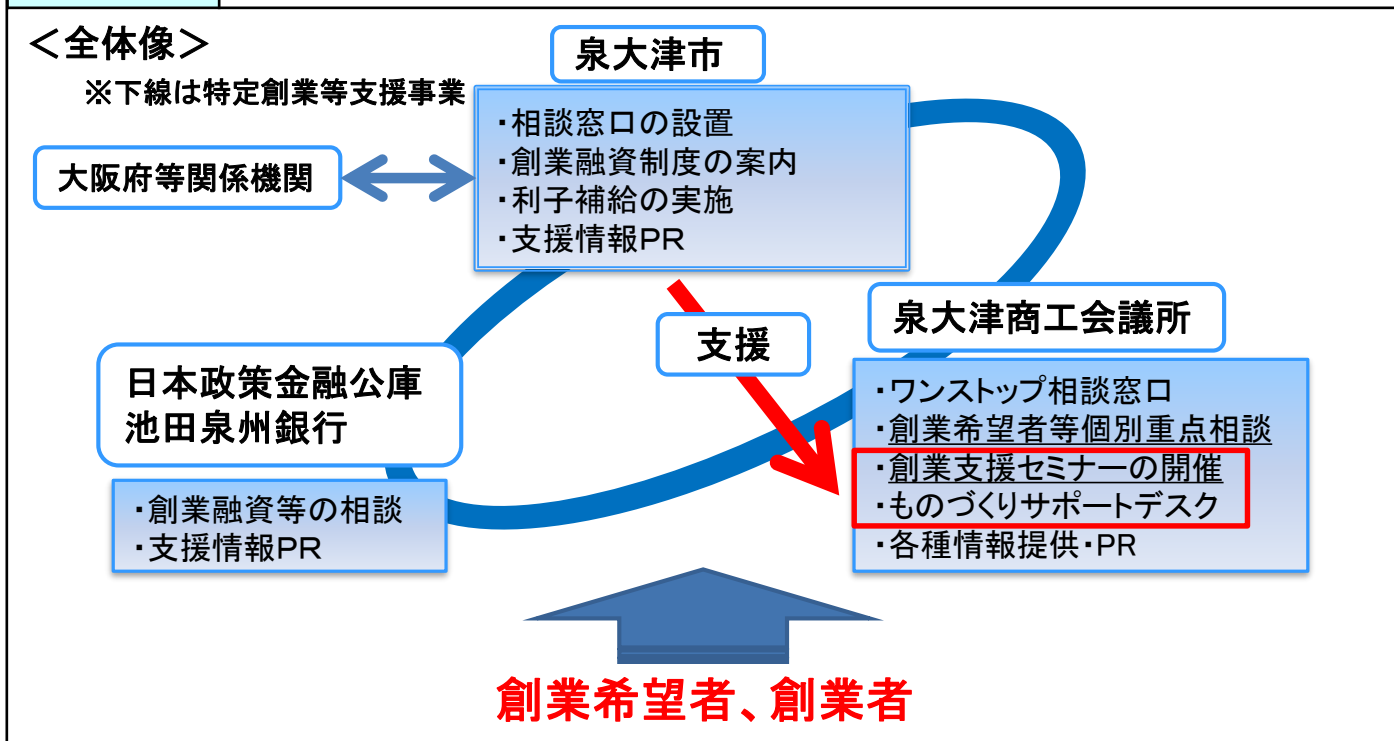 ＜全体像＞
※下線は特定創業等支援事業
泉大津市
・相談窓口の設置
・創業融資制度の案内
・利子補給の実施
・支援情報ＰＲ
大阪府等関係機関
支援
泉大津商工会議所
・ワンストップ相談窓口
・創業希望者等個別重点相談
・創業支援セミナーの開催
・ものづくりサポートデスク
・各種情報提供・PR
日本政策金融公庫
池田泉州銀行
・創業融資等の相談
・支援情報ＰＲ
創業希望者、創業者